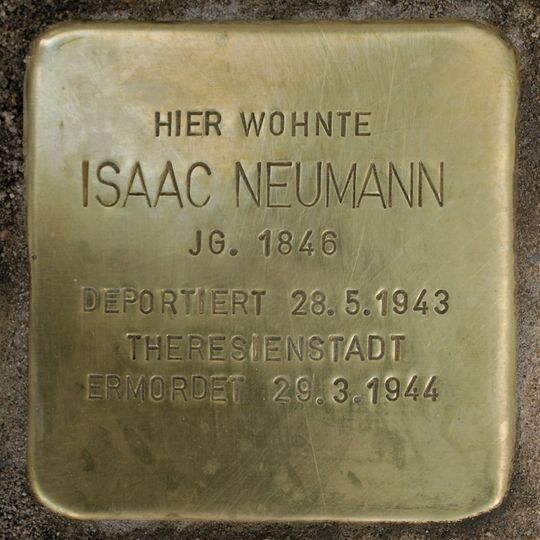 HIER WOHNTE
ISAAC NEUMANN
JG. 1846
DEPORTIERT 28.5.1943
THERESIENSTADT
ERMORDET 29.3.1944